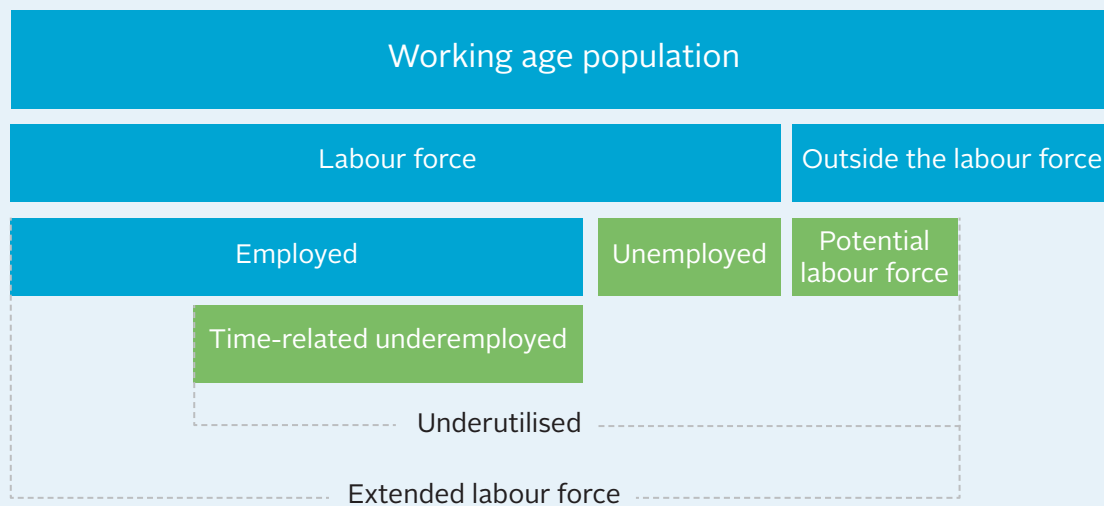 Working age population
Labour force
Outside the labour force
Employed
Unemployed
Potential
labour force
Time-related underemployed
Underutilised
Extended labour force